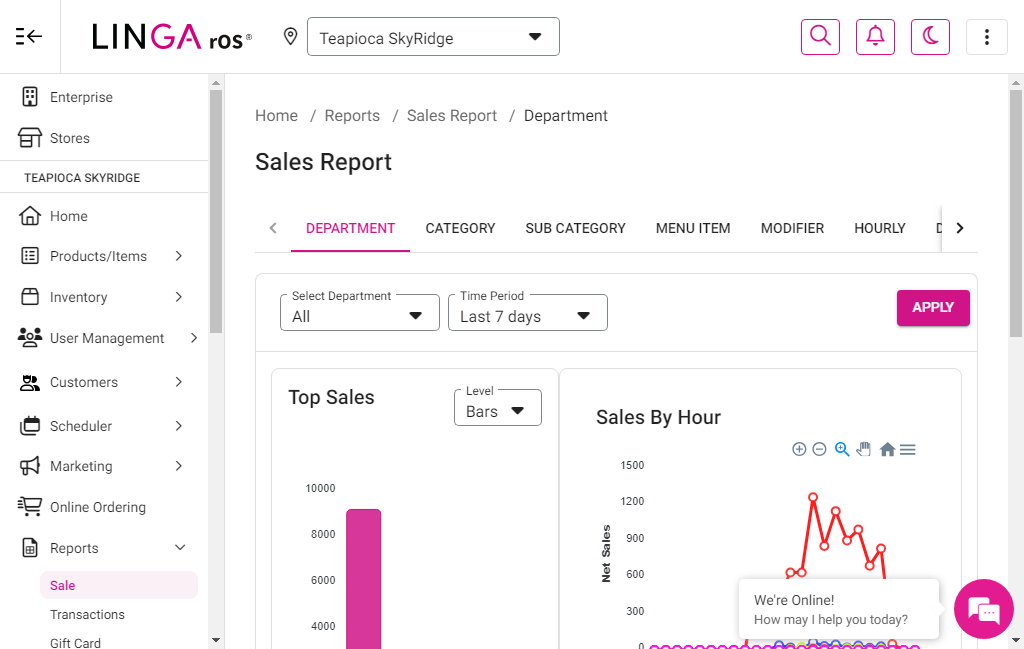 LINGA ros®
Teapioca SkyRidge
Enterprise
Stores
TEAPIOCA SKYRIDGE
Home
Products/Items
Inventory
User Management
Customers
Scheduler
Marketing
Online Ordering
Reports
Sale
Transactions
Gift Card
Home / Reports / Sales Report / Department
Sales Report
DEPARTMENT CATEGORY SUB CATEGORY MENU ITEM MODIFIER HOURLY
Select Department
All
Time Period
Last 7 days
APPLY
Top Sales
Level
Bars
10000
8000
6000
4000
Sales By Hour
1500
1200
900
600
300
0
Net Sales
We're Online!
How may I help you today?